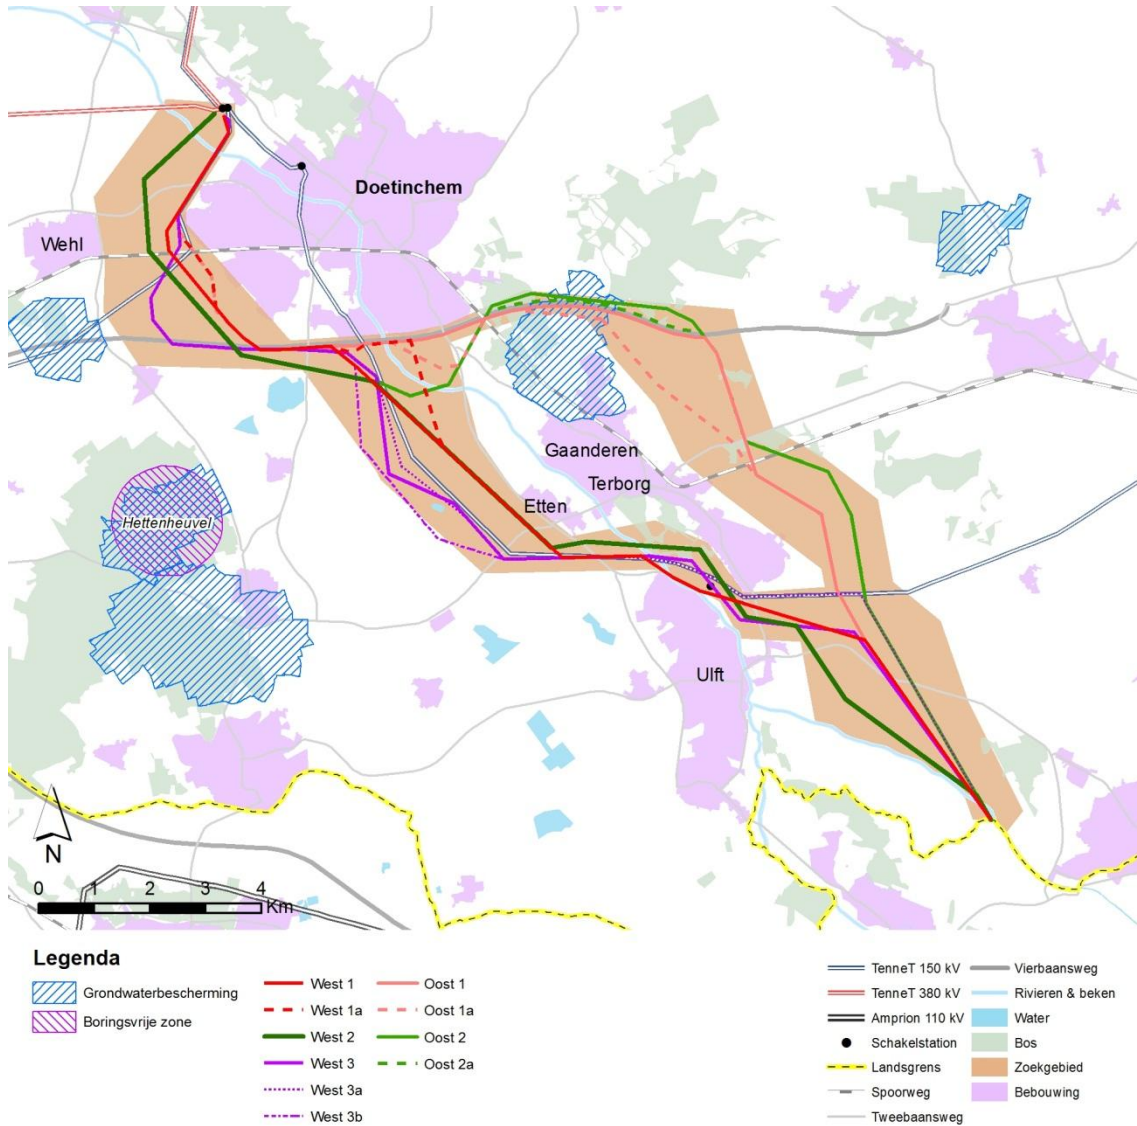 Doetinchem
Wehl
Gaanderen
Terborg
Etten
Hettenheuvel
Ulft
N
0 1 2 3 4
Km
Legenda
Grondwaterbescherming
Boringsvrije zone
West 1
West 1a
West 2
West 3
West 3a
West 3b
Oost 1
Oost 1a
Oost 2
Oost 2a
TenneT 150 kV
TenneT 380 kV
Amprion 110 kV
Schakelstation
Landsgrens
Spoorweg
Tweebaansweg
Vierbaansweg
Rivieren & beken
Water
Bos
Zoekgebied
Bebouwing